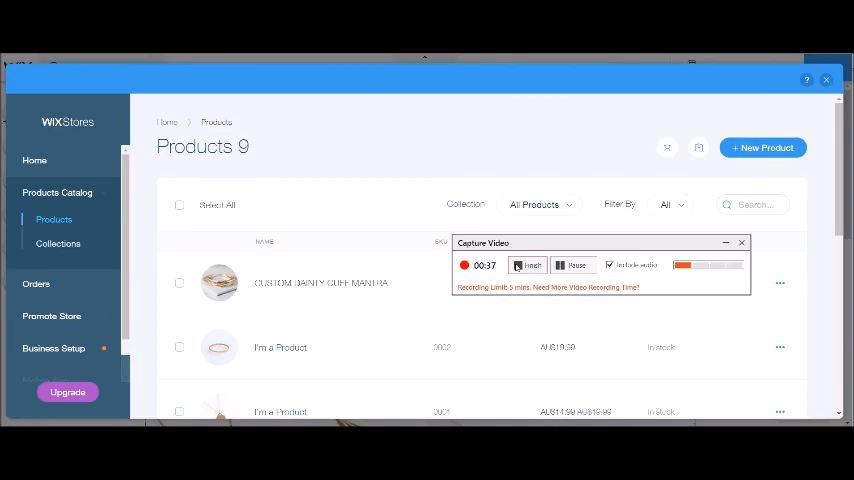 WiXStores
Home
Products Catalog
Products
Collections
Orders
Promote Store
Business Setup
Upgrade
?
Home > Products
Products 9
+ New Product
Select All
Collection All Products Filter By All Search...
NAME SKU
CUSTOM DAINTY CUFF MANTRA
I'm a Product 0002 AU$19.99 In stock
I'm a Product 0001 AU$14.99 AU$19.99 In stock
Capture Video
00:37 Finish Pause Include audio
Recording Limit: 5 mins. Need More Video Recording Time?